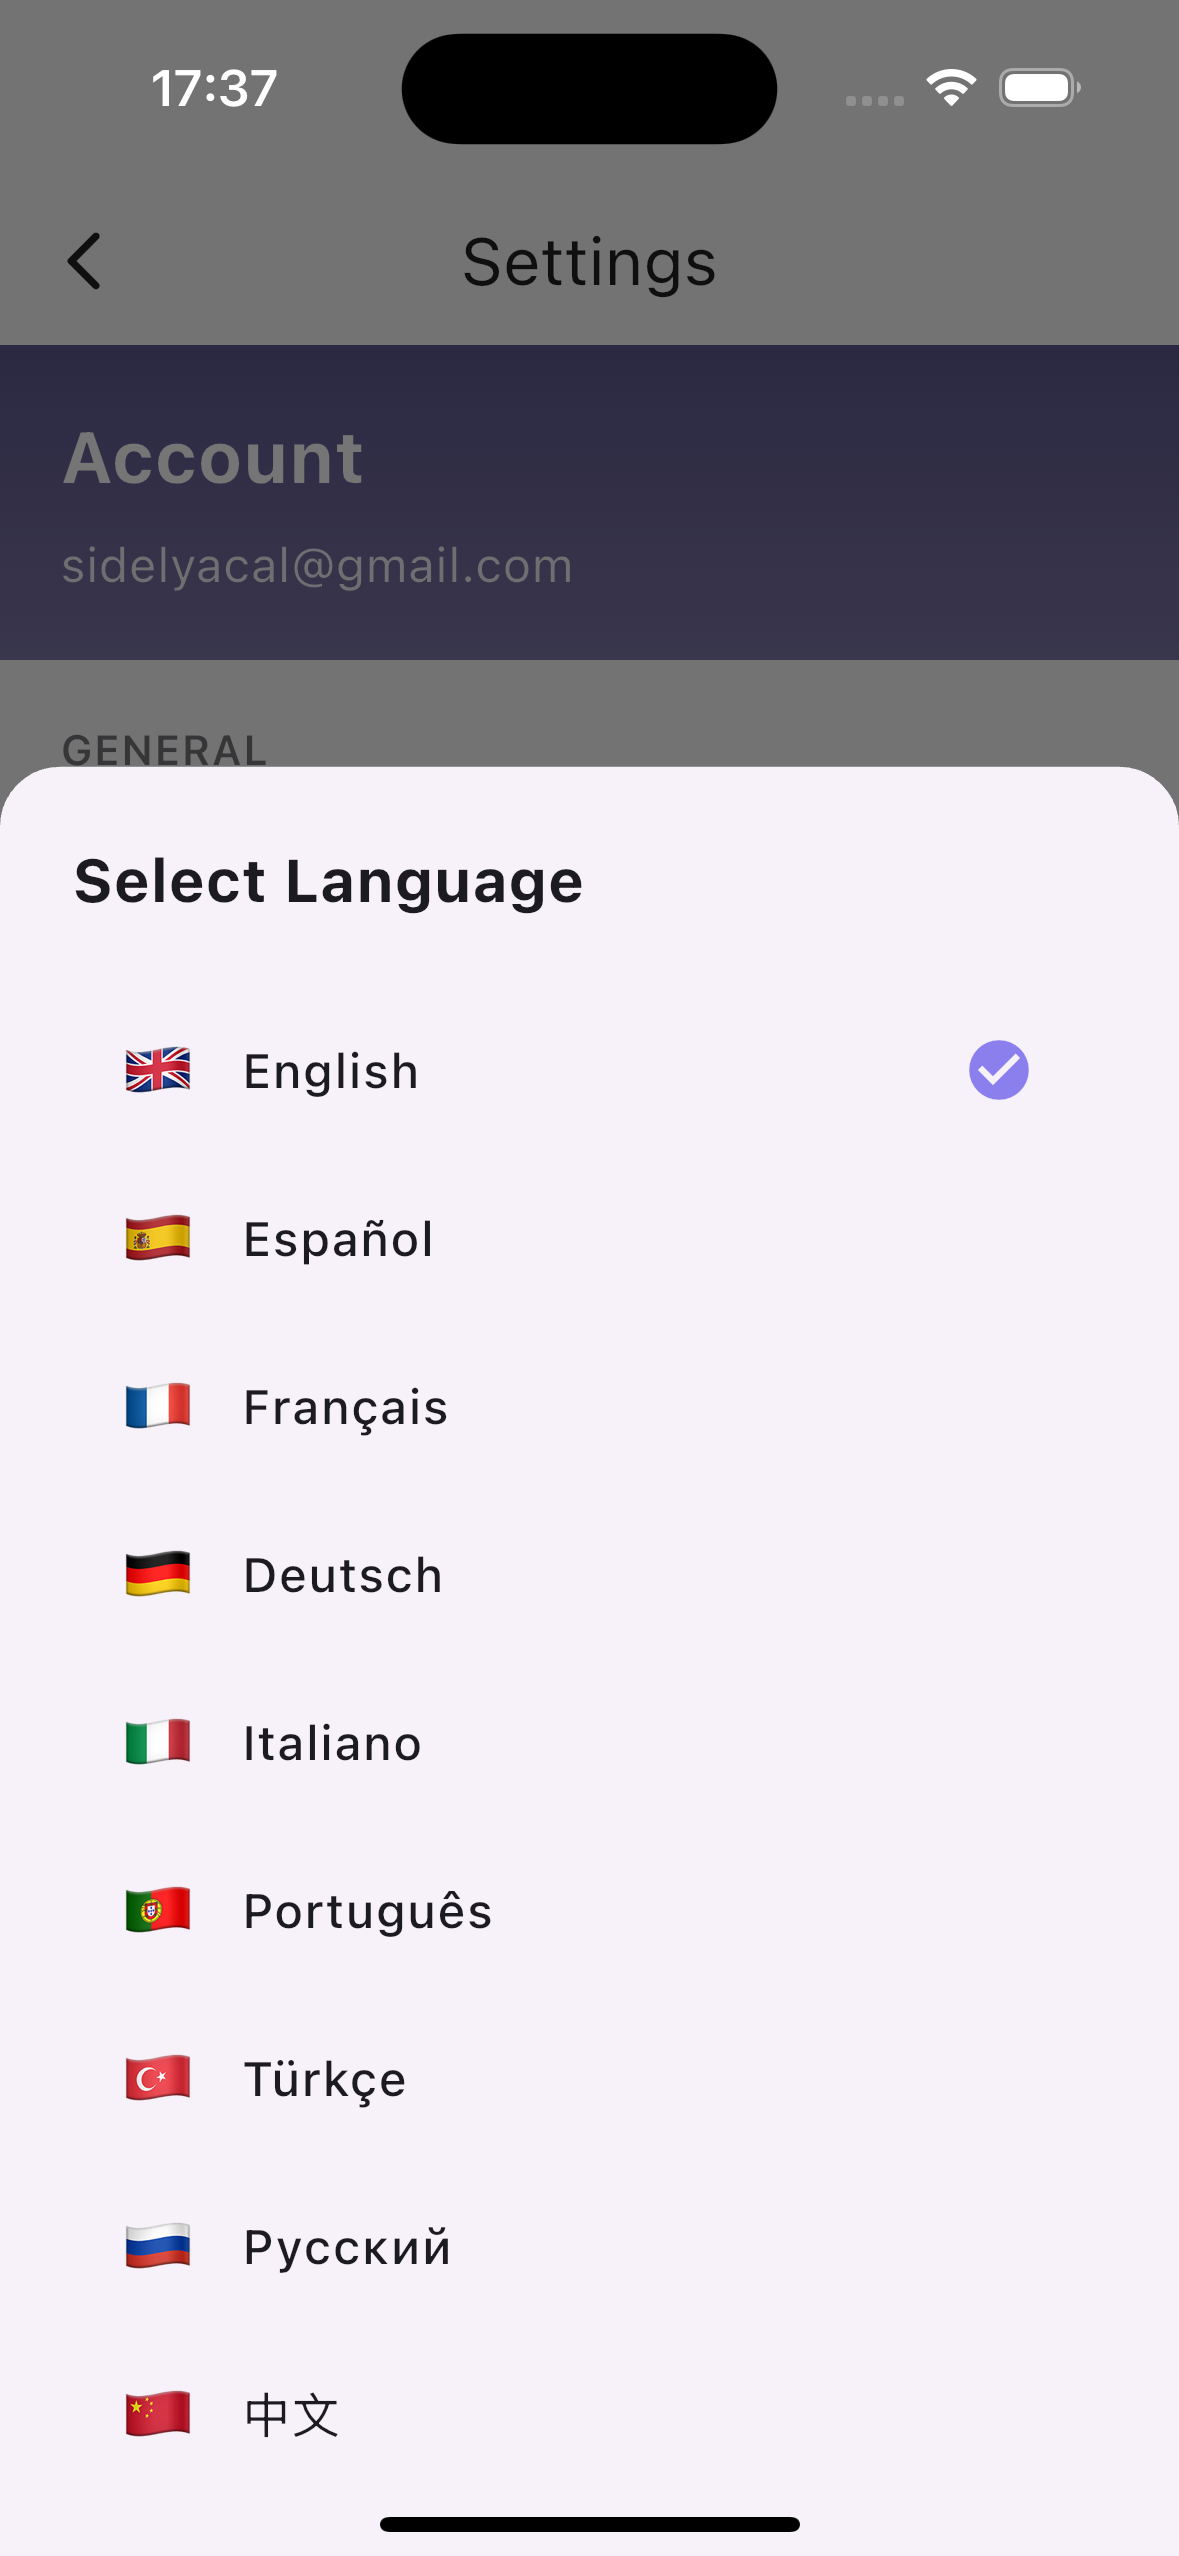 17:37
Settings
Account
sidelyacal@gmail.com
GENERAL
Select Language
English
Español
Français
Deutsch
Italiano
Português
Türkçe
Русский
中文